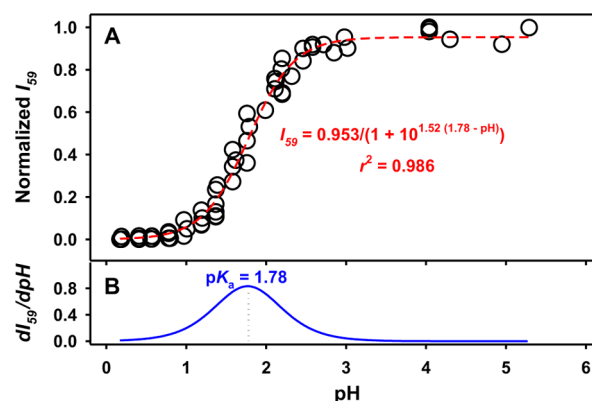 A
1.0
0.8
0.6
0.4
0.2
0.0
Normalized I₅₉
I₅₉ = 0.953/(1 + 10^1.52 (1.78 - pH))
r² = 0.986
B
pKₐ = 1.78
0.8
0.4
0.0
dI₅₉/dpH
0 1 2 3 4 5 6
pH